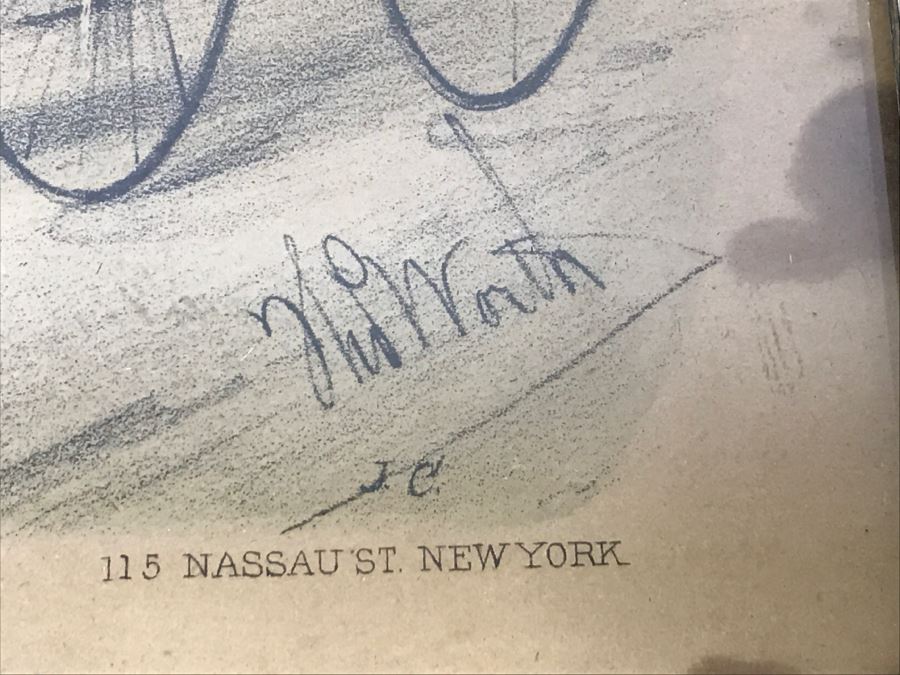 Thos Worth
J. C.
115 NASSAU ST. NEW YORK